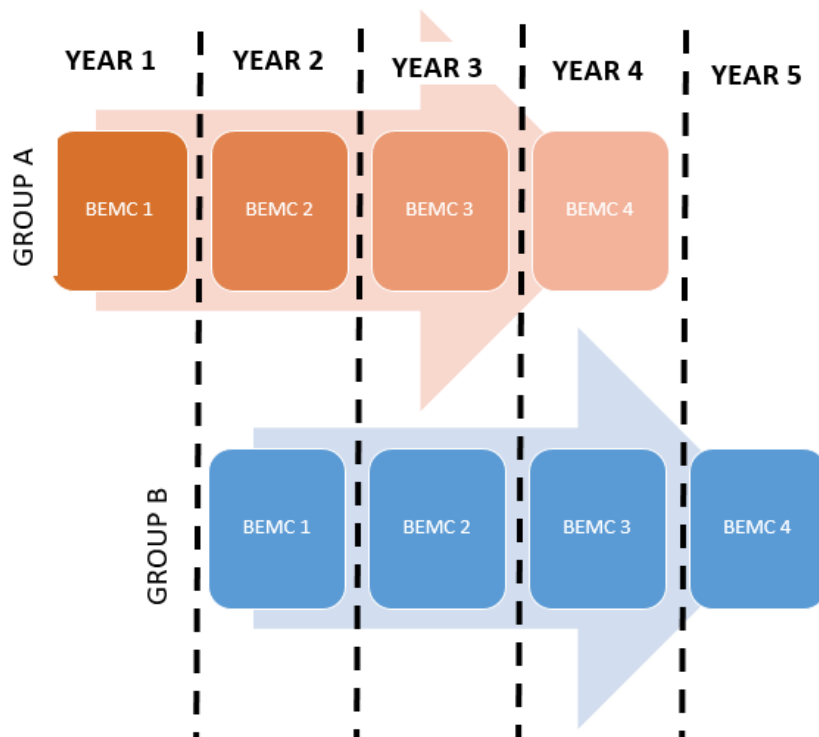 YEAR 1
YEAR 2
YEAR 3
YEAR 4
YEAR 5
GROUP A
BEMC 1
BEMC 2
BEMC 3
BEMC 4
GROUP B
BEMC 1
BEMC 2
BEMC 3
BEMC 4